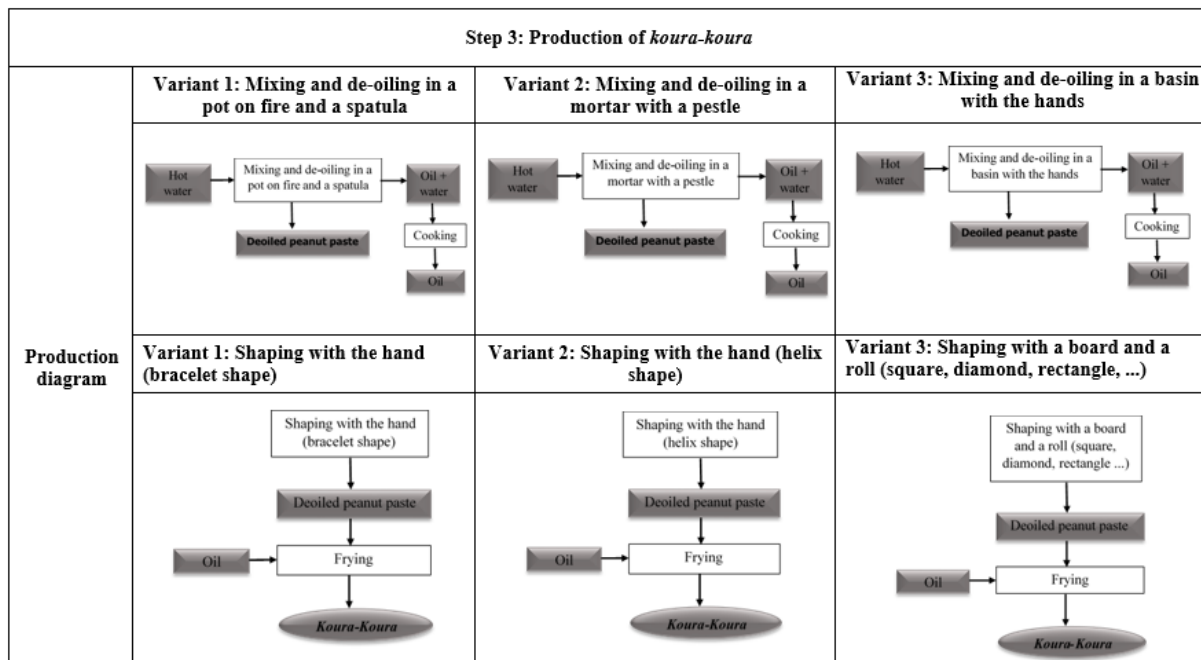 Step 3: Production of koura-koura
Production
diagram
Variant 1: Mixing and de-oiling in a
pot on fire and a spatula
Variant 2: Mixing and de-oiling in a
mortar with a pestle
Variant 3: Mixing and de-oiling in a basin
with the hands
Hot
water
Mixing and de-oiling in a
pot on fire and a spatula
Oil +
water
Deoiled peanut paste
Cooking
Oil
Hot
water
Mixing and de-oiling in a
mortar with a pestle
Oil +
water
Deoiled peanut paste
Cooking
Oil
Hot
water
Mixing and de-oiling in a
basin with the hands
Oil +
water
Deoiled peanut paste
Cooking
Oil
Variant 1: Shaping with the hand
(bracelet shape)
Variant 2: Shaping with the hand (helix
shape)
Variant 3: Shaping with a board and a
roll (square, diamond, rectangle, ...)
Shaping with the hand
(bracelet shape)
Deoiled peanut paste
Oil
Frying
Koura-Koura
Shaping with the hand
(helix shape)
Deoiled peanut paste
Oil
Frying
Koura-Koura
Shaping with a board
and a roll (square,
diamond, rectangle ...)
Deoiled peanut paste
Oil
Frying
Koura-Koura